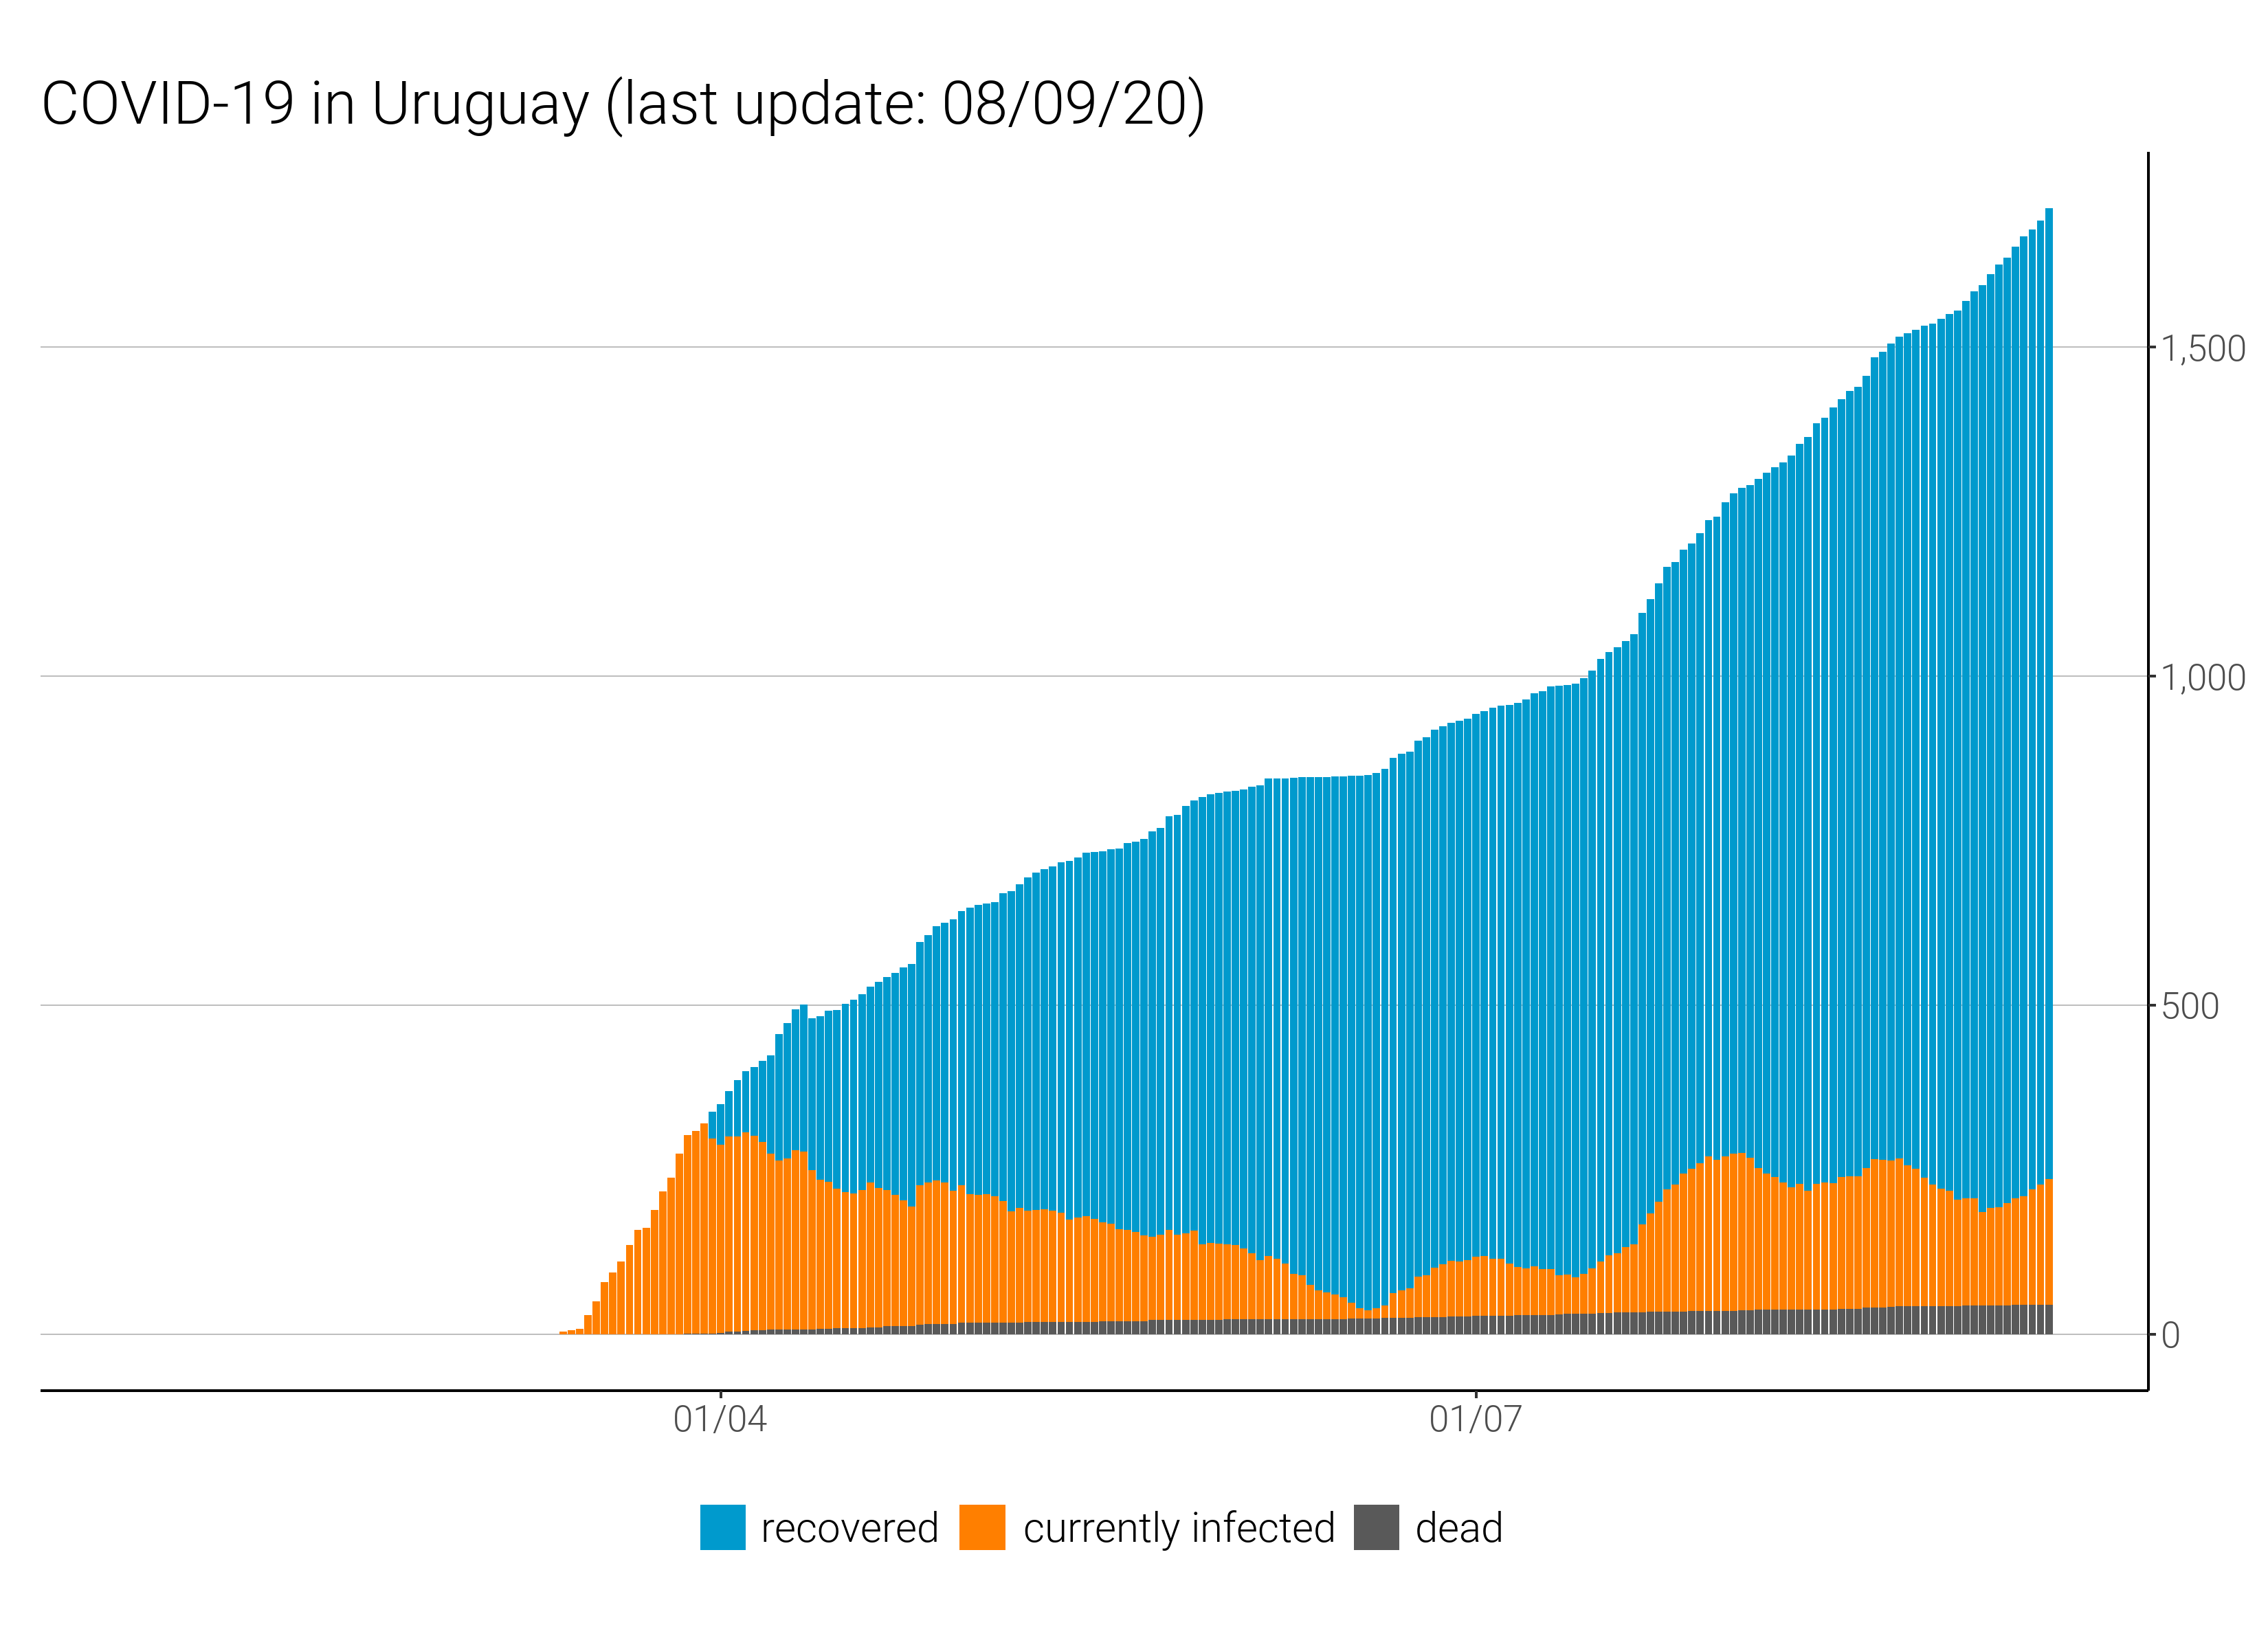 COVID-19 in Uruguay (last update: 08/09/20)
1,500
1,000
500
0
01/04 01/07
recovered currently infected dead